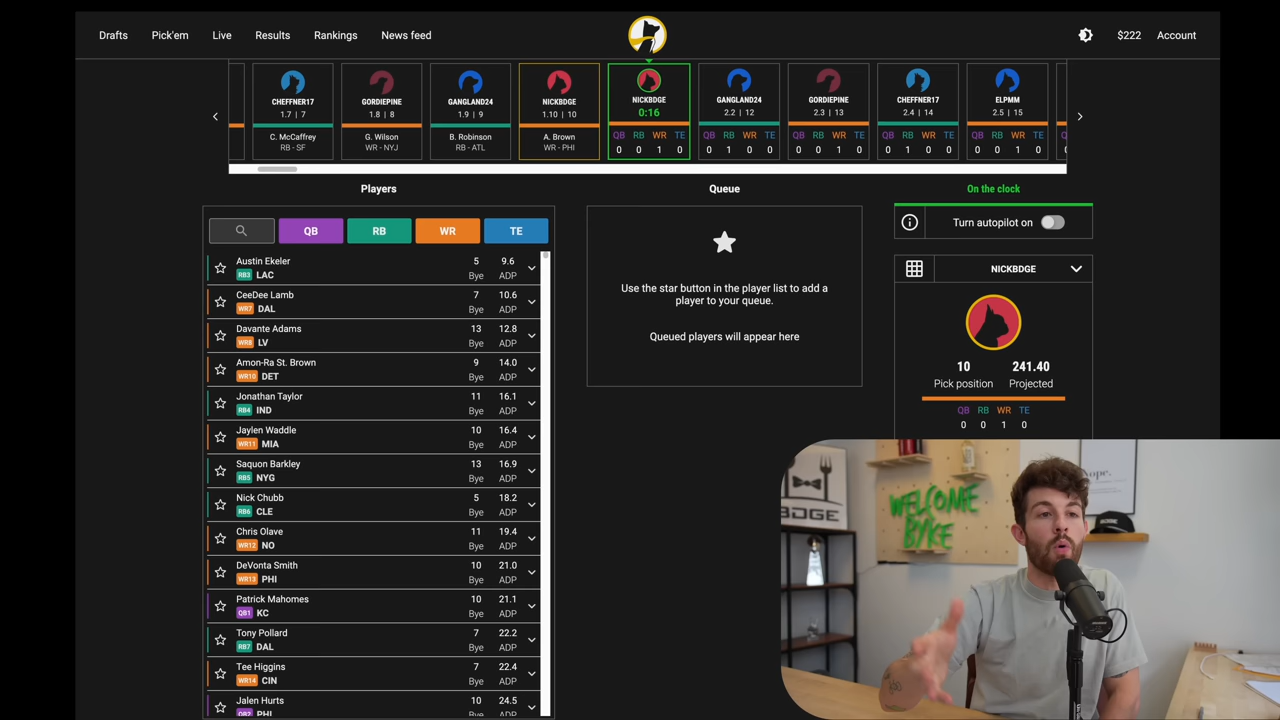 Drafts Pick'em Live Results Rankings News feed $222 Account
CHEFFNER17
1.7 | 7
C. McCaffrey
RB - SF
GORDIEPINE
1.8 | 8
G. Wilson
WR - NYJ
GANGLAND24
1.9 | 9
B. Robinson
RB - ATL
NICKBDGE
1.10 | 10
A. Brown
WR - PHI
NICKBDGE
0:16
QB RB WR TE
0 0 1 0
GANGLAND24
2.2 | 12
QB RB WR TE
0 1 0 0
GORDIEPINE
2.3 | 13
QB RB WR TE
0 0 1 0
CHEFFNER17
2.4 | 14
QB RB WR TE
0 1 0 0
ELPMM
2.5 | 15
QB RB WR TE
0 0 1 0
Players
QB RB WR TE
Austin Ekeler 5 9.6
RB3 LAC Bye ADP
CeeDee Lamb 7 10.6
WR7 DAL Bye ADP
Davante Adams 13 12.8
WR8 LV Bye ADP
Amon-Ra St. Brown 9 14.0
WR10 DET Bye ADP
Jonathan Taylor 11 16.1
RB4 IND Bye ADP
Jaylen Waddle 10 16.4
WR11 MIA Bye ADP
Saquon Barkley 13 16.9
RB5 NYG Bye ADP
Nick Chubb 5 18.2
RB6 CLE Bye ADP
Chris Olave 11 19.4
WR12 NO Bye ADP
DeVonta Smith 10 21.0
WR13 PHI Bye ADP
Patrick Mahomes 10 21.1
QB1 KC Bye ADP
Tony Pollard 7 22.2
RB7 DAL Bye ADP
Tee Higgins 7 22.4
WR14 CIN Bye ADP
Jalen Hurts 10 24.5
QB2 PHI Bye ADP
Queue
Use the star button in the player list to add a
player to your queue.
Queued players will appear here
On the clock
Turn autopilot on
NICKBDGE
10 241.40
Pick position Projected
QB RB WR TE
0 0 1 0
BDGE
WELCOME
BYKE
nope.